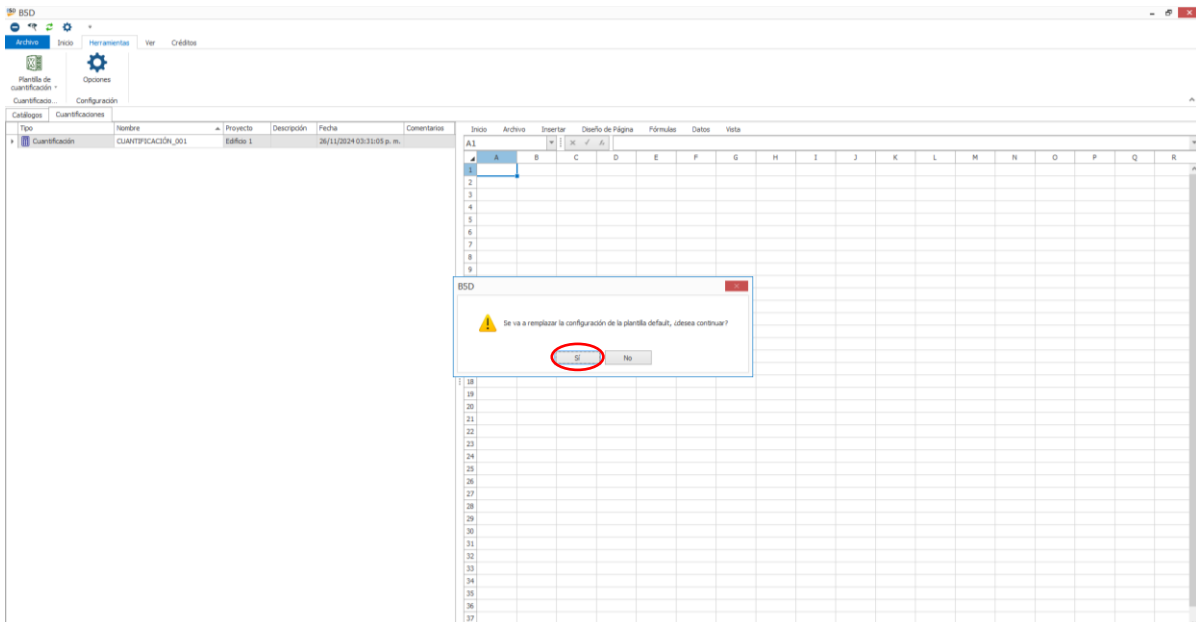 BSD
Archivo Inicio Herramientas Ver Créditos
Plantilla de cuantificación
Opciones
Cuantificacio... Configuración
Catálogos Cuantificaciones
Tipo Nombre Proyecto Descripción Fecha Comentarios
Cuantificación CUANTIFICACIÓN_001 Edificio 1 26/11/2024 03:31:05 p. m.
Inicio Archivo Insertar Diseño de Página Fórmulas Datos Vista
A1
A B C D E F G H I J K L M N O P Q R
1
2
3
4
5
6
7
8
9
BSD
Se va a remplazar la configuración de la plantilla default, ¿desea continuar?
Sí No
18
19
20
21
22
23
24
25
26
27
28
29
30
31
32
33
34
35
36
37